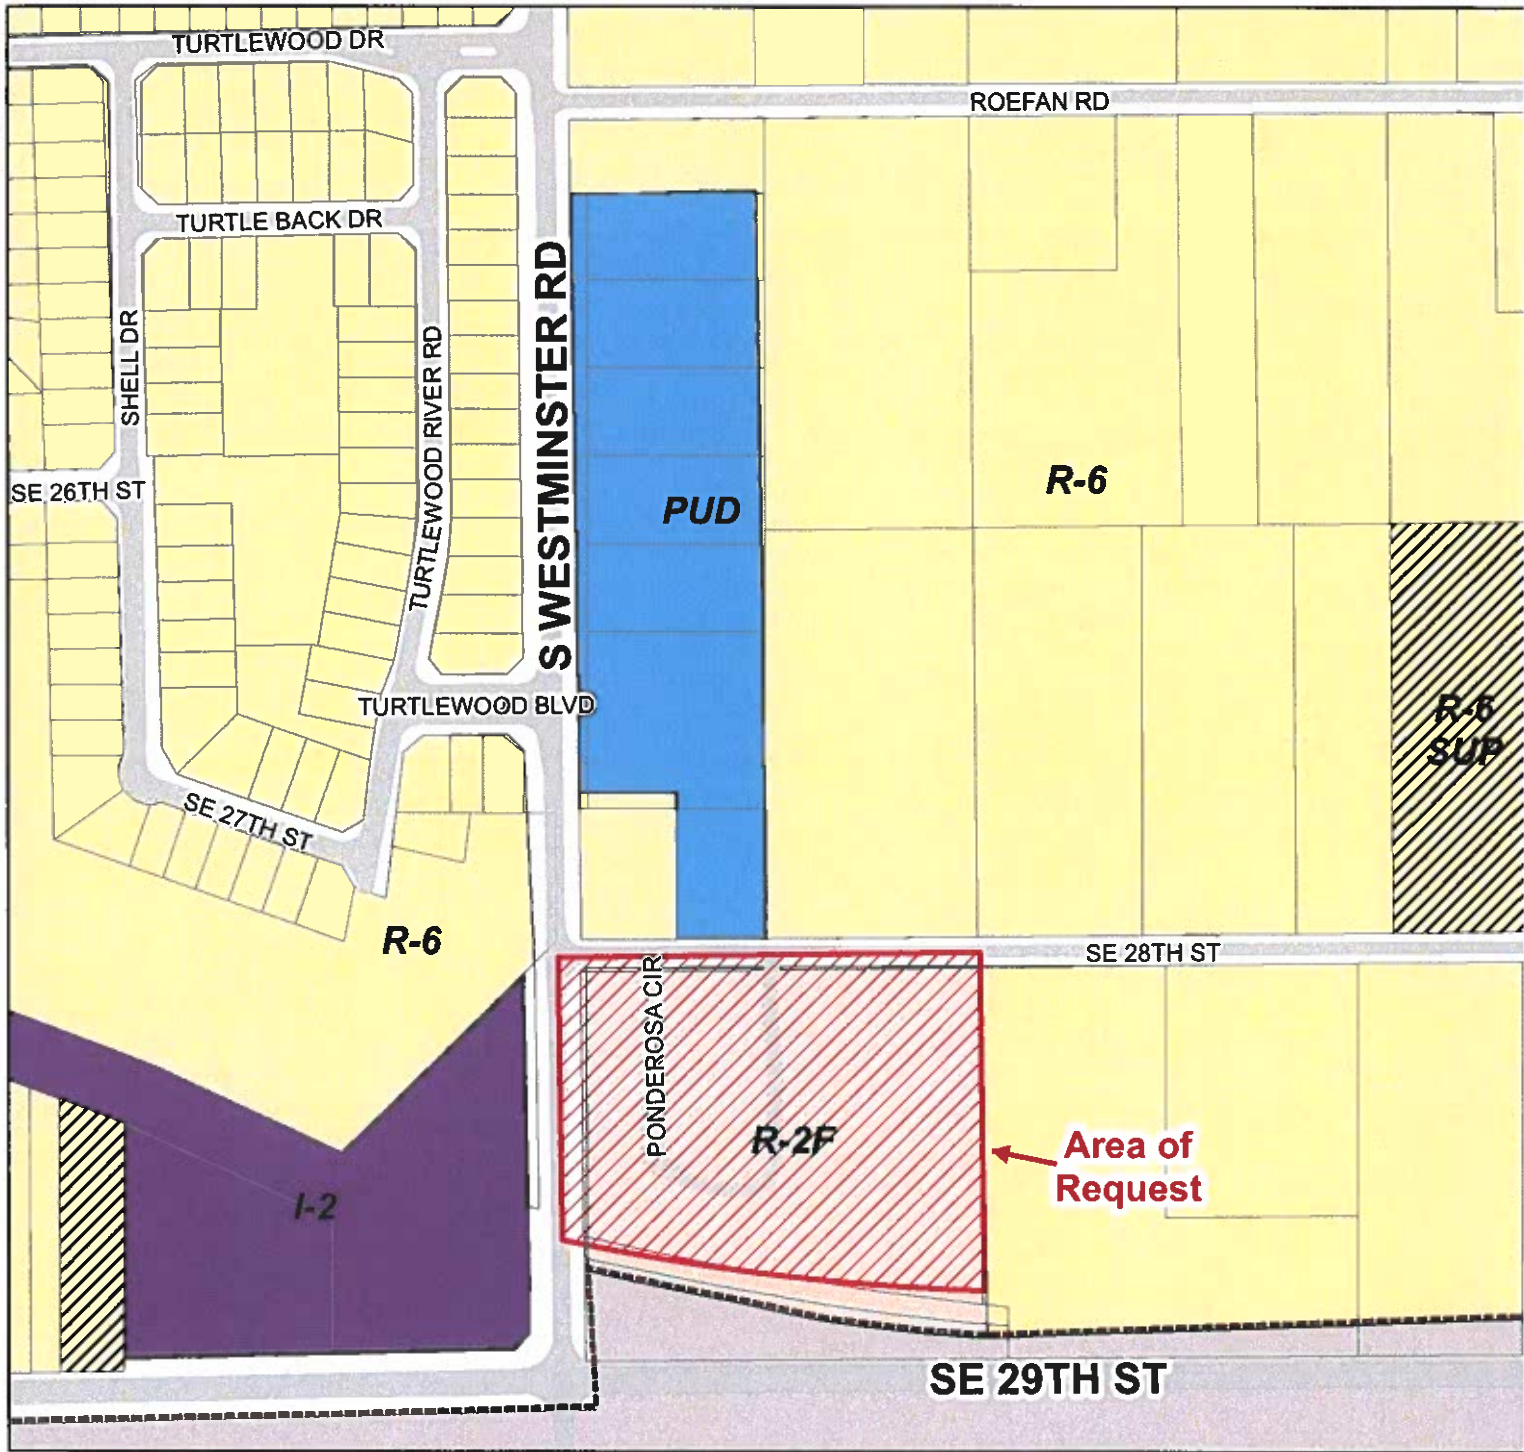 TURTLEWOOD DR
ROEFAN RD
TURTLE BACK DR
SHELL DR
TURTLEWOOD RIVER RD
S WESTMINSTER RD
SE 26TH ST
PUD
R-6
R-6
SUP
TURTLEWOOD BLVD
SE 27TH ST
R-6
SE 28TH ST
PONDEROSA CIR
R-2F
Area of
Request
I-2
SE 29TH ST